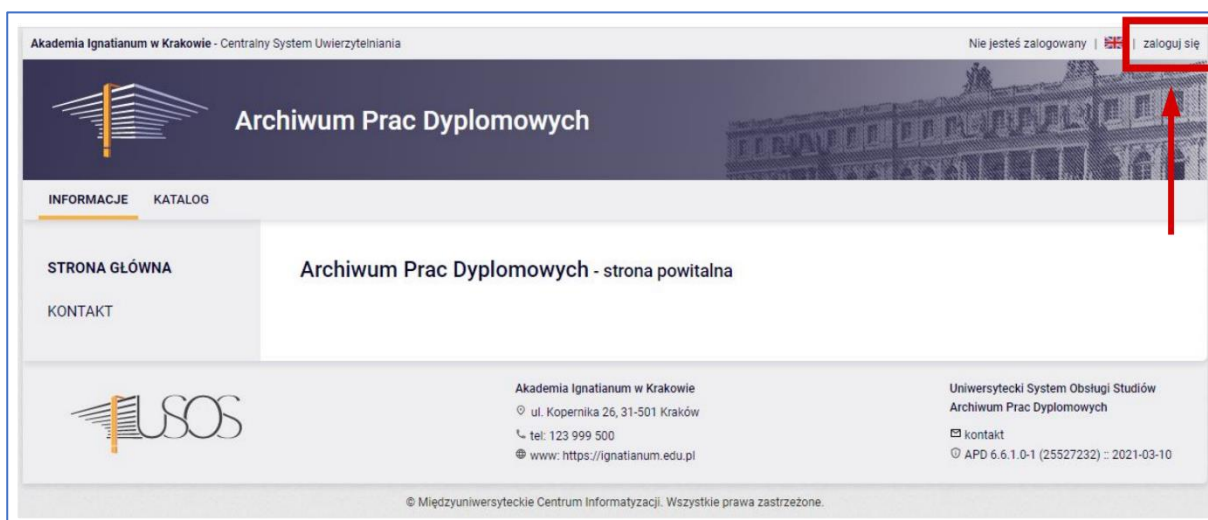 Akademia Ignatianum w Krakowie - Centralny System Uwierzytelniania
Nie jesteś zalogowany | | zaloguj się
Archiwum Prac Dyplomowych
INFORMACJE KATALOG
STRONA GŁÓWNA
KONTAKT
Archiwum Prac Dyplomowych - strona powitalna
USOS
Akademia Ignatianum w Krakowie
ul. Kopernika 26, 31-501 Kraków
tel: 123 999 500
www: https://ignatianum.edu.pl
Uniwersytecki System Obsługi Studiów
Archiwum Prac Dyplomowych
kontakt
APD 6.6.1.0-1 (25527232) :: 2021-03-10
© Międzyuniwersyteckie Centrum Informatyzacji. Wszystkie prawa zastrzeżone.